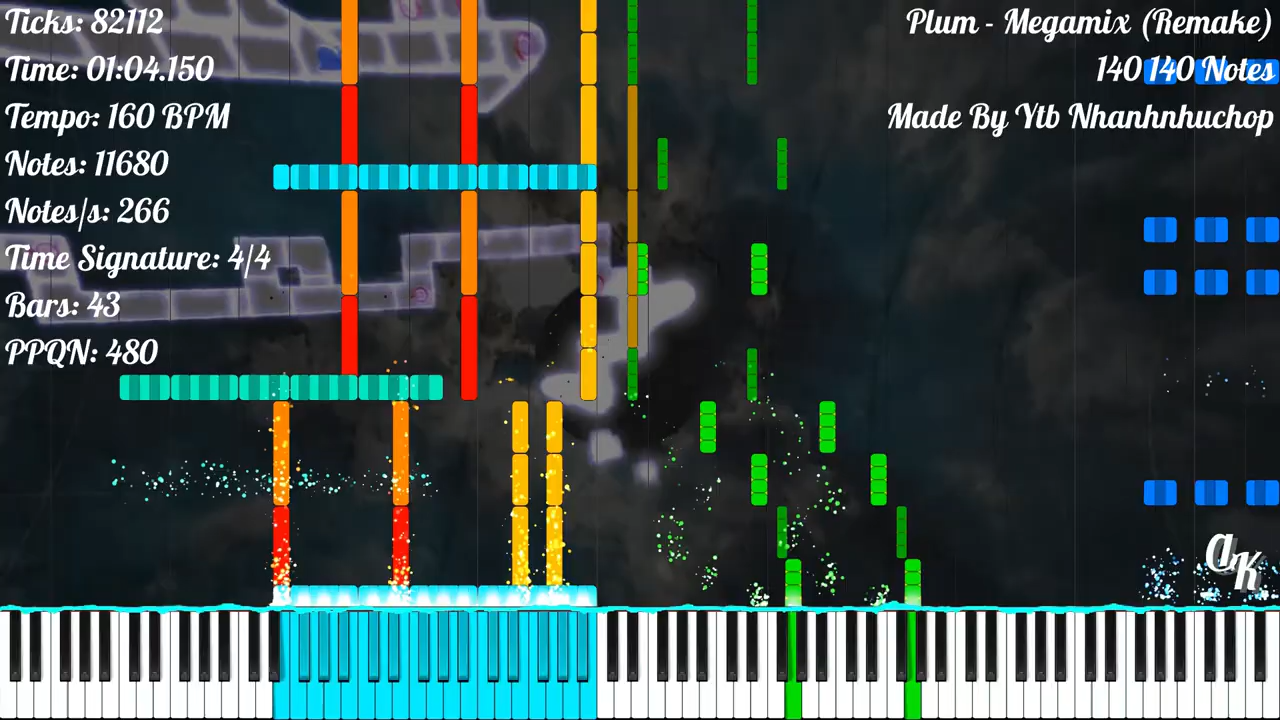 Ticks: 82112
Time: 01:04.150
Tempo: 160 BPM
Notes: 11680
Notes/s: 266
Time Signature: 4/4
Bars: 43
PPQN: 480
Plum - Megamix (Remake)
140 140 Notes
Made By Ytb Nhanhnhuchop
aK